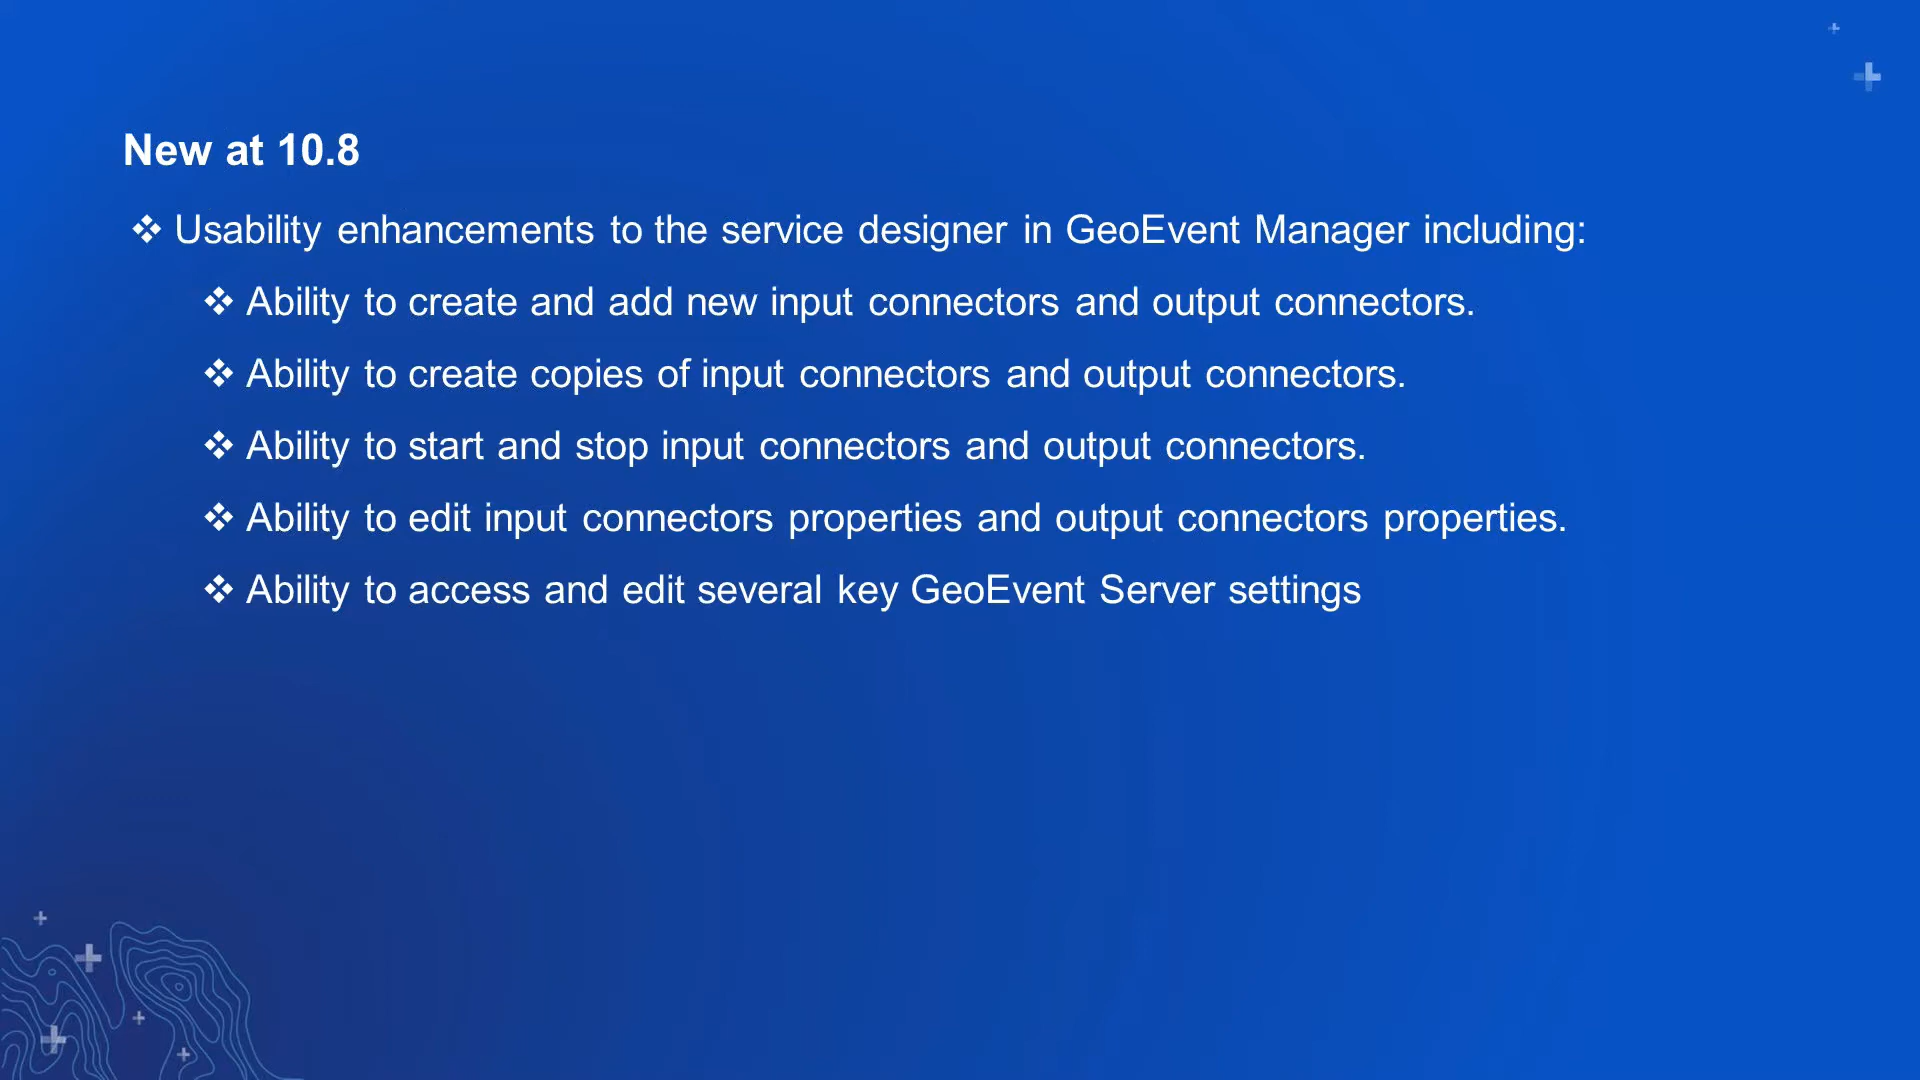 New at 10.8
❖ Usability enhancements to the service designer in GeoEvent Manager including:
❖ Ability to create and add new input connectors and output connectors.
❖ Ability to create copies of input connectors and output connectors.
❖ Ability to start and stop input connectors and output connectors.
❖ Ability to edit input connectors properties and output connectors properties.
❖ Ability to access and edit several key GeoEvent Server settings